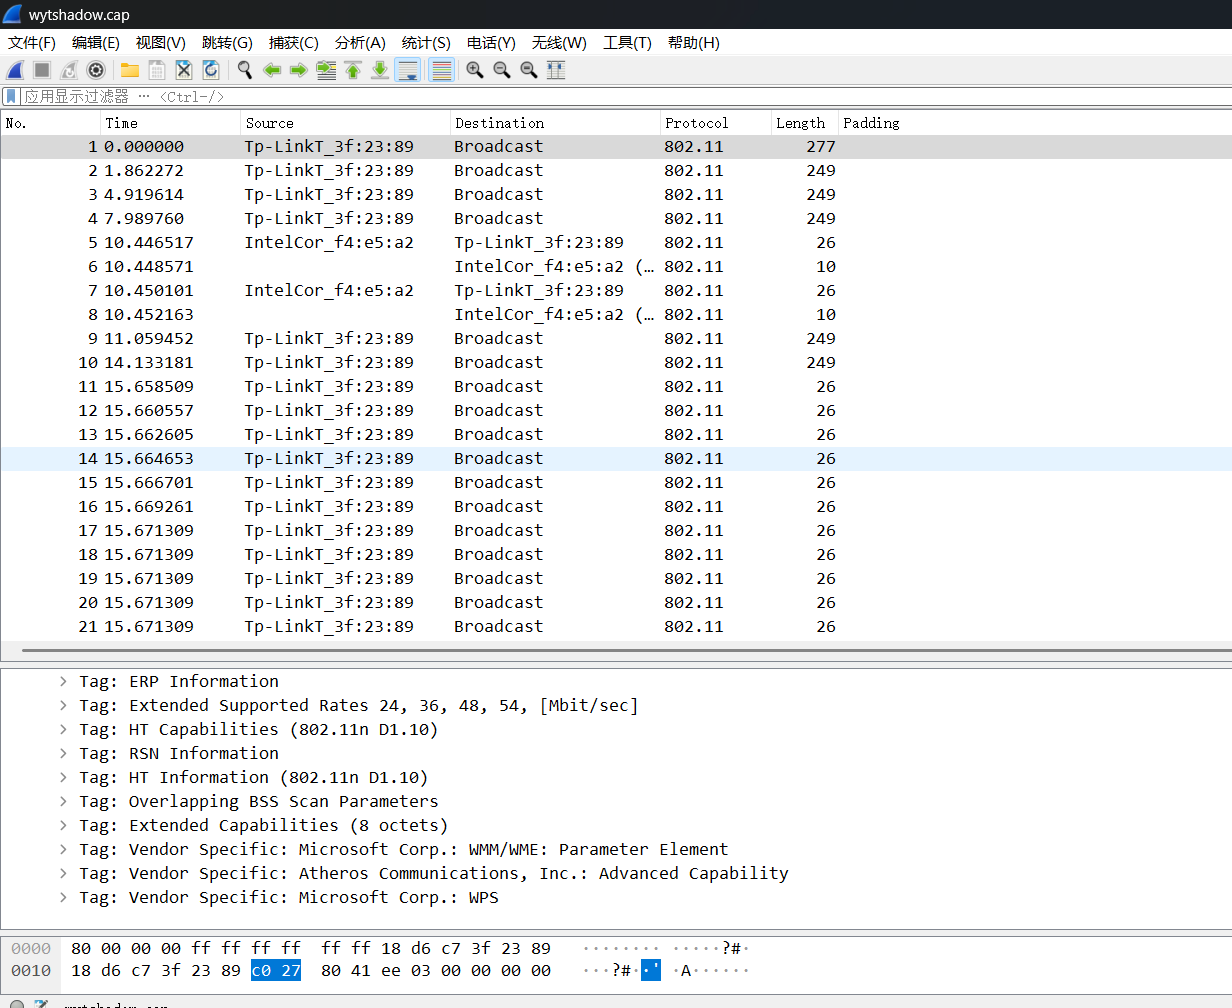 wytshadow.cap
文件(F) 编辑(E) 视图(V) 跳转(G) 捕获(C) 分析(A) 统计(S) 电话(Y) 无线(W) 工具(T) 帮助(H)
应用显示过滤器 … <Ctrl-/>
No. Time Source Destination Protocol Length Padding
1 0.000000 Tp-LinkT_3f:23:89 Broadcast 802.11 277
2 1.862272 Tp-LinkT_3f:23:89 Broadcast 802.11 249
3 4.919614 Tp-LinkT_3f:23:89 Broadcast 802.11 249
4 7.989760 Tp-LinkT_3f:23:89 Broadcast 802.11 249
5 10.446517 IntelCor_f4:e5:a2 Tp-LinkT_3f:23:89 802.11 26
6 10.448571 IntelCor_f4:e5:a2 (… 802.11 10
7 10.450101 IntelCor_f4:e5:a2 Tp-LinkT_3f:23:89 802.11 26
8 10.452163 IntelCor_f4:e5:a2 (… 802.11 10
9 11.059452 Tp-LinkT_3f:23:89 Broadcast 802.11 249
10 14.133181 Tp-LinkT_3f:23:89 Broadcast 802.11 249
11 15.658509 Tp-LinkT_3f:23:89 Broadcast 802.11 26
12 15.660557 Tp-LinkT_3f:23:89 Broadcast 802.11 26
13 15.662605 Tp-LinkT_3f:23:89 Broadcast 802.11 26
14 15.664653 Tp-LinkT_3f:23:89 Broadcast 802.11 26
15 15.666701 Tp-LinkT_3f:23:89 Broadcast 802.11 26
16 15.669261 Tp-LinkT_3f:23:89 Broadcast 802.11 26
17 15.671309 Tp-LinkT_3f:23:89 Broadcast 802.11 26
18 15.671309 Tp-LinkT_3f:23:89 Broadcast 802.11 26
19 15.671309 Tp-LinkT_3f:23:89 Broadcast 802.11 26
20 15.671309 Tp-LinkT_3f:23:89 Broadcast 802.11 26
21 15.671309 Tp-LinkT_3f:23:89 Broadcast 802.11 26
Tag: ERP Information
Tag: Extended Supported Rates 24, 36, 48, 54, [Mbit/sec]
Tag: HT Capabilities (802.11n D1.10)
Tag: RSN Information
Tag: HT Information (802.11n D1.10)
Tag: Overlapping BSS Scan Parameters
Tag: Extended Capabilities (8 octets)
Tag: Vendor Specific: Microsoft Corp.: WMM/WME: Parameter Element
Tag: Vendor Specific: Atheros Communications, Inc.: Advanced Capability
Tag: Vendor Specific: Microsoft Corp.: WPS
0000 80 00 00 00 ff ff ff ff ff ff 18 d6 c7 3f 23 89 ········ ·····?#·
0010 18 d6 c7 3f 23 89 c0 27 80 41 ee 03 00 00 00 00 ···?#··' ·A······
wytshadow.cap